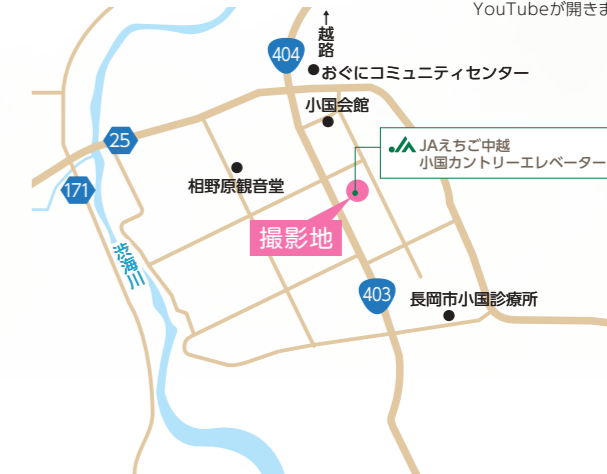 YouTubeが開きま
↑
越路
404
おぐにコミュニティセンター
小国会館
25
JAえちご中越
小国カントリーエレベーター
171
相野原観音堂
撮影地
渋海川
403
長岡市小国診療所